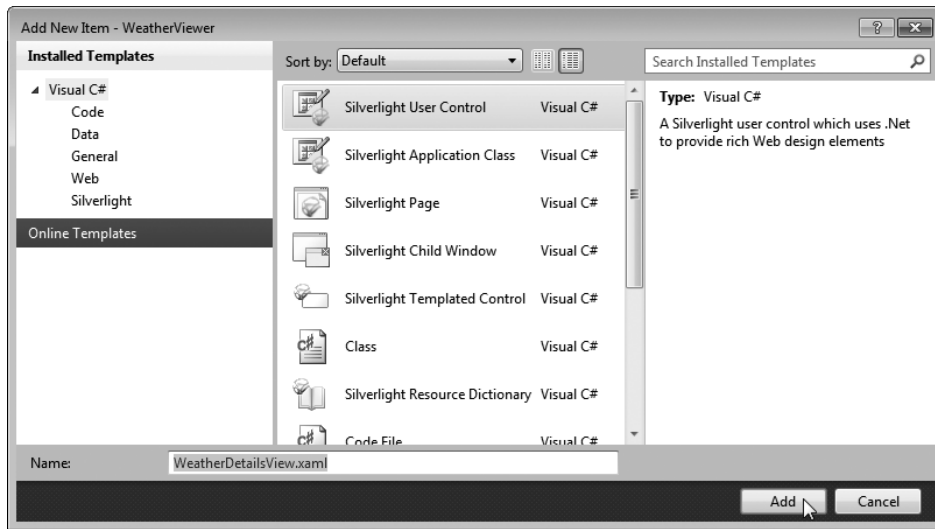 Add New Item - WeatherViewer
Installed Templates
Visual C#
Code
Data
General
Web
Silverlight
Online Templates
Sort by: Default
Silverlight User Control Visual C#
Silverlight Application Class Visual C#
Silverlight Page Visual C#
Silverlight Child Window Visual C#
Silverlight Templated Control Visual C#
Class Visual C#
Silverlight Resource Dictionary Visual C#
Code File Visual C#
Search Installed Templates
Type: Visual C#
A Silverlight user control which uses .Net
to provide rich Web design elements
Name: WeatherDetailsView.xaml
Add Cancel